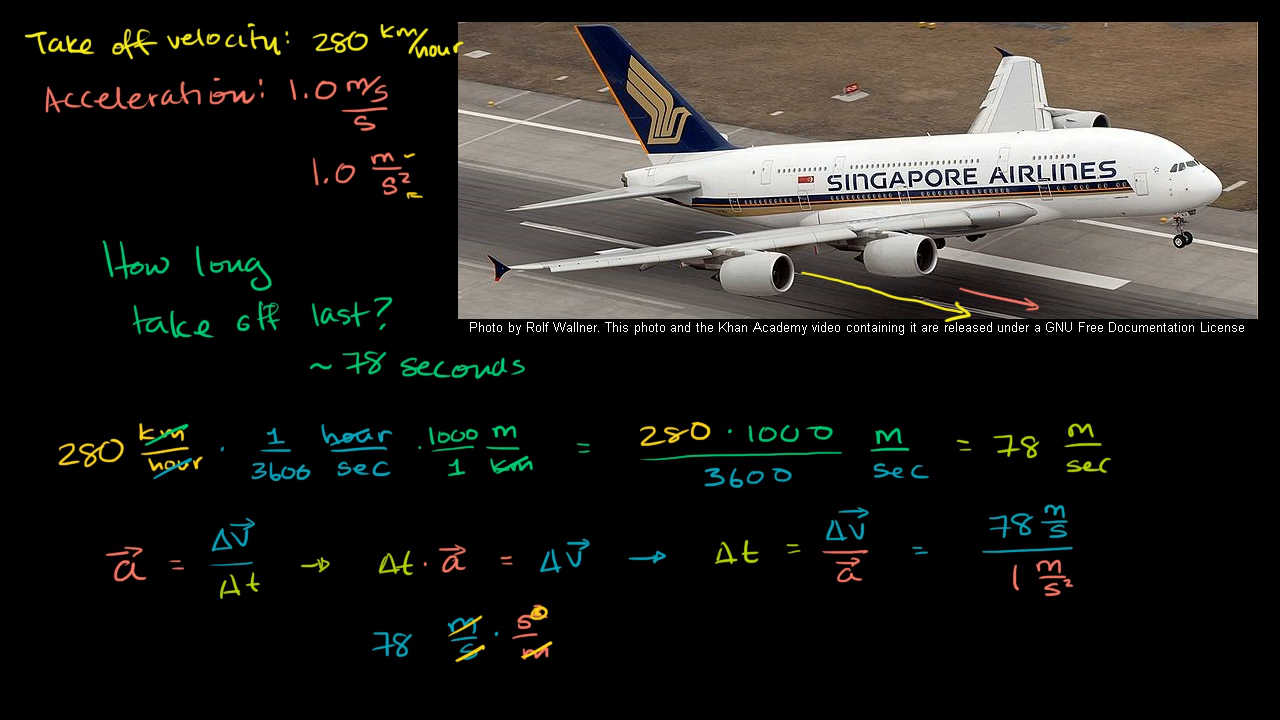 Take off velocity: 280 km/hour
Acceleration: 1.0 m/s/s
1.0 m/s²
SINGAPORE AIRLINES
Photo by Rolf Wallner. This photo and the Khan Academy video containing it are released under a GNU Free Documentation License
How long
take off last?
~ 78 seconds
280 km/hour · 1/3600 hour/sec · 1000/1 m/km = 280 · 1000/3600 m/sec = 78 m/sec
a⃗ = Δv⃗/Δt → Δt · a⃗ = Δv⃗ → Δt = Δv⃗/a⃗ = 78 m/s / 1 m/s²
78 m/s · s²/m